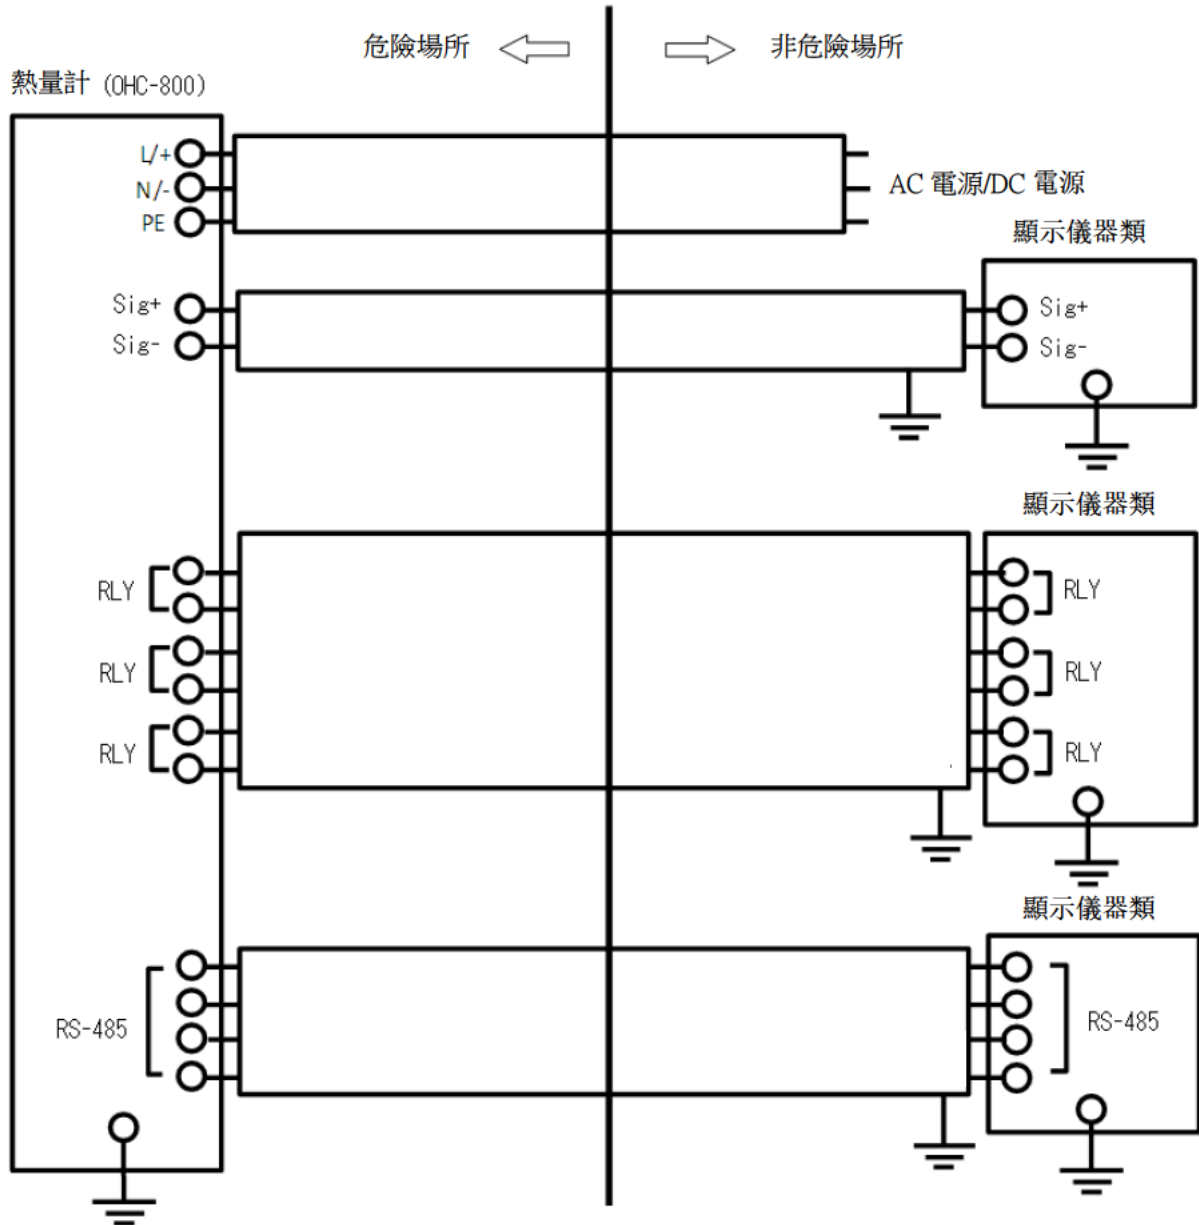 危險場所
非危險場所
熱量計 (OHC-800)
L/+
N/-
PE
AC 電源/DC 電源
顯示儀器類
Sig+
Sig-
Sig+
Sig-
顯示儀器類
RLY
RLY
RLY
RLY
RLY
RLY
顯示儀器類
RS-485
RS-485